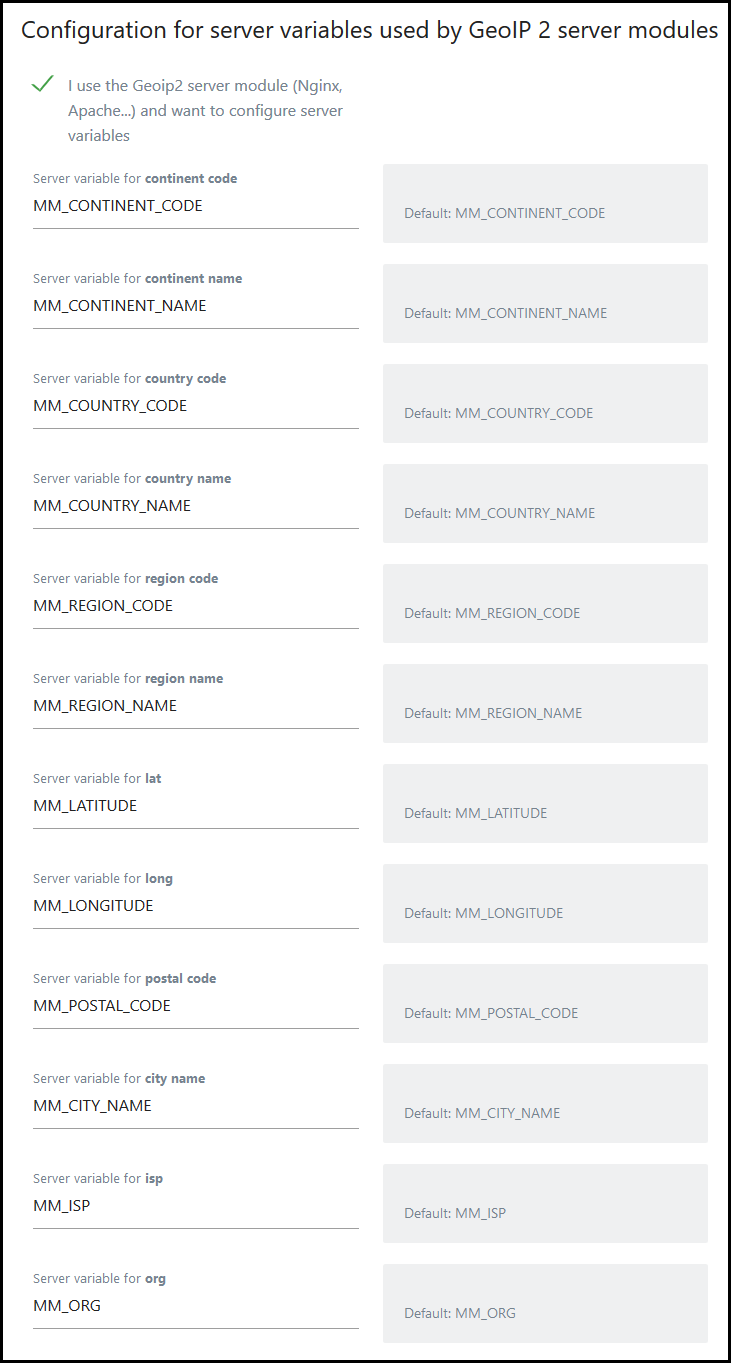 Configuration for server variables used by GeoIP 2 server modules
I use the Geoip2 server module (Nginx,
Apache...) and want to configure server
variables
Server variable for continent code
MM_CONTINENT_CODE
Default: MM_CONTINENT_CODE
Server variable for continent name
MM_CONTINENT_NAME
Default: MM_CONTINENT_NAME
Server variable for country code
MM_COUNTRY_CODE
Default: MM_COUNTRY_CODE
Server variable for country name
MM_COUNTRY_NAME
Default: MM_COUNTRY_NAME
Server variable for region code
MM_REGION_CODE
Default: MM_REGION_CODE
Server variable for region name
MM_REGION_NAME
Default: MM_REGION_NAME
Server variable for lat
MM_LATITUDE
Default: MM_LATITUDE
Server variable for long
MM_LONGITUDE
Default: MM_LONGITUDE
Server variable for postal code
MM_POSTAL_CODE
Default: MM_POSTAL_CODE
Server variable for city name
MM_CITY_NAME
Default: MM_CITY_NAME
Server variable for isp
MM_ISP
Default: MM_ISP
Server variable for org
MM_ORG
Default: MM_ORG